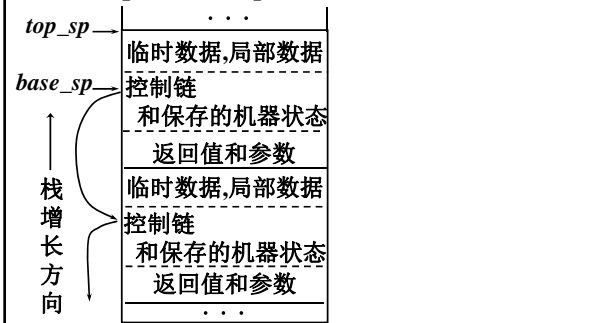 . . .
top_sp
临时数据,局部数据
base_sp
控制链
和保存的机器状态
返回值和参数
临时数据,局部数据
控制链
和保存的机器状态
返回值和参数
. . .
栈
增
长
方
向